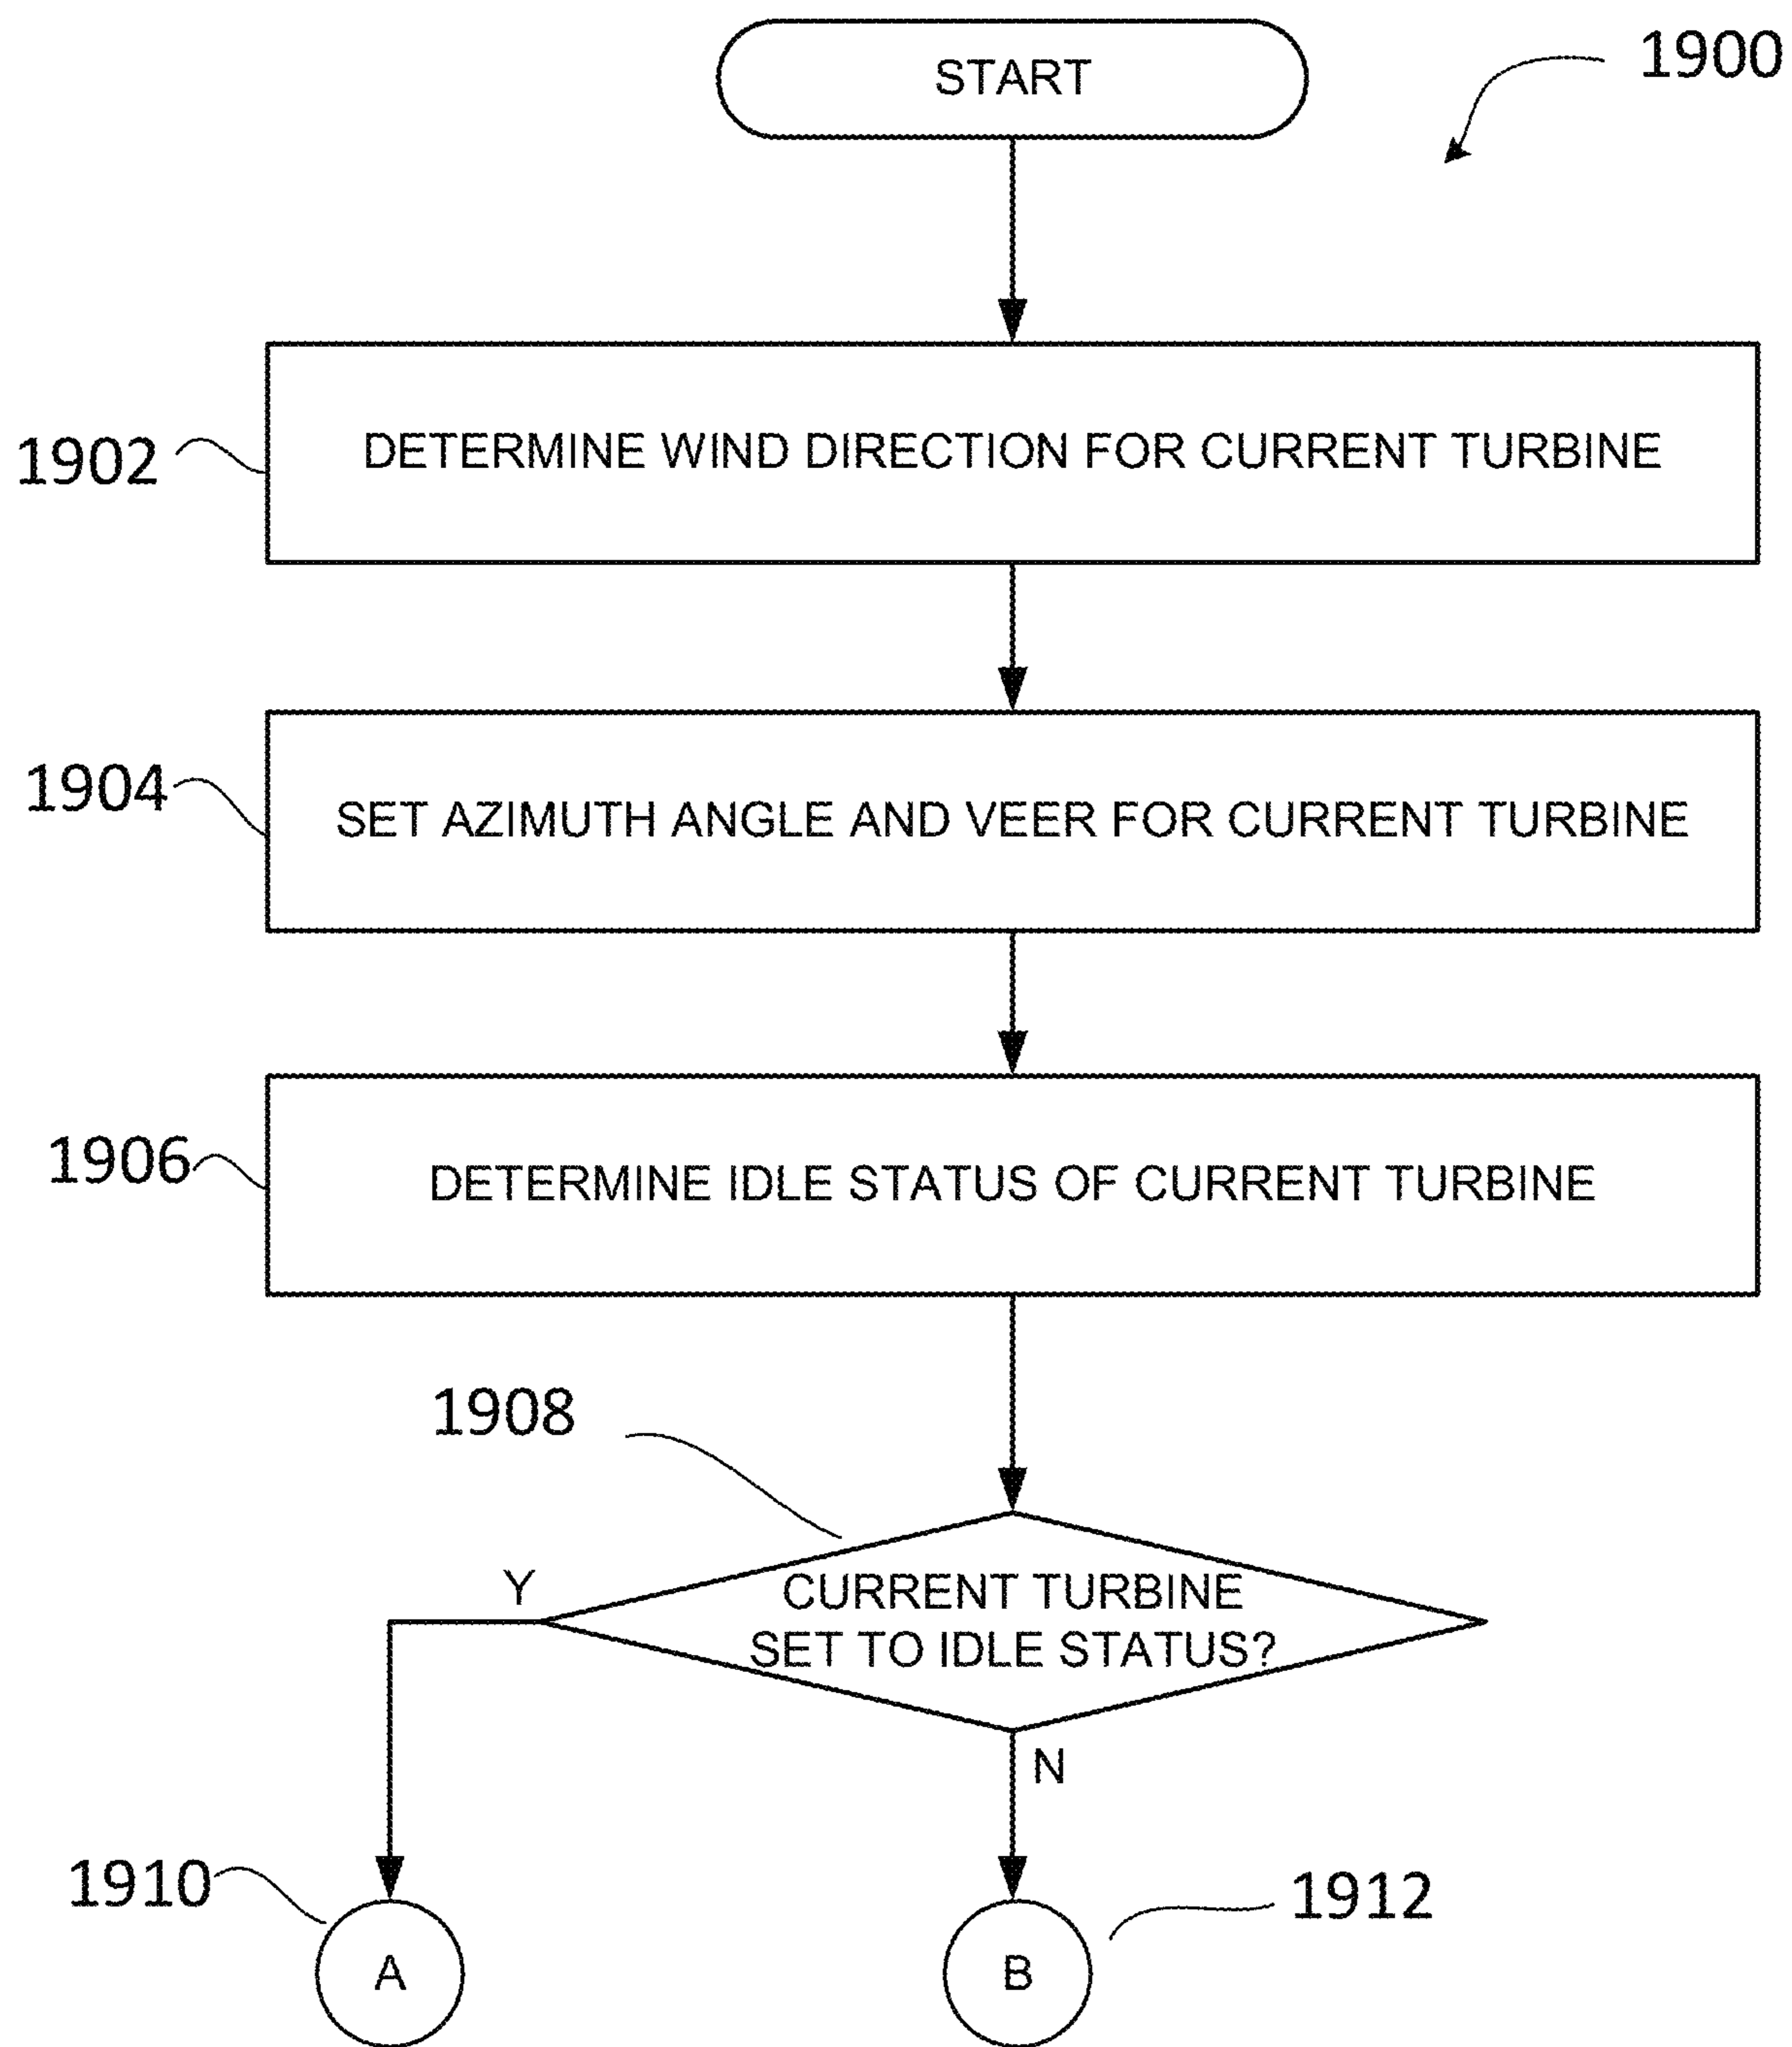 START
1900
1902
DETERMINE WIND DIRECTION FOR CURRENT TURBINE
1904
SET AZIMUTH ANGLE AND VEER FOR CURRENT TURBINE
1906
DETERMINE IDLE STATUS OF CURRENT TURBINE
1908
CURRENT TURBINE
SET TO IDLE STATUS?
Y
N
1910
A
B
1912